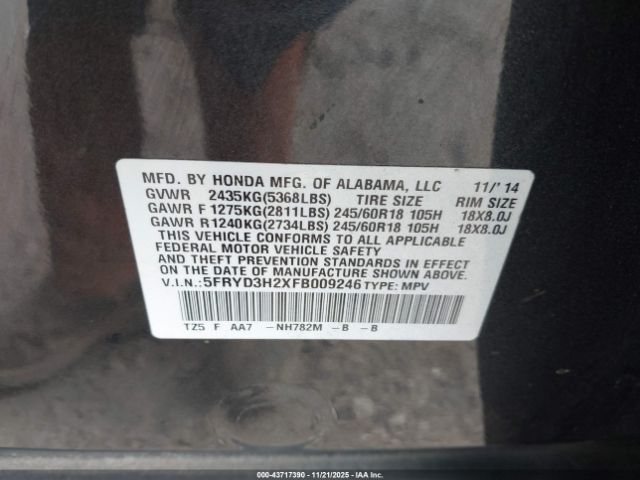 MFD. BY HONDA MFG. OF ALABAMA, LLC 11/'14
GVWR 2435KG(5368LBS) TIRE SIZE RIM SIZE
GAWR F 1275KG(2811LBS) 245/60R18 105H 18X8.0J
GAWR R1240KG(2734LBS) 245/60R18 105H 18X8.0J
THIS VEHICLE CONFORMS TO ALL APPLICABLE
FEDERAL MOTOR VEHICLE SAFETY
AND THEFT PREVENTION STANDARDS IN EFFECT
ON THE DATE OF MANUFACTURE SHOWN ABOVE.
V.I.N.:5FRYD3H2XFB009246 TYPE: MPV
TZ5 F AA7 -NH782M -B -B
000-43717390 - 11/21/2025 - IAA Inc.